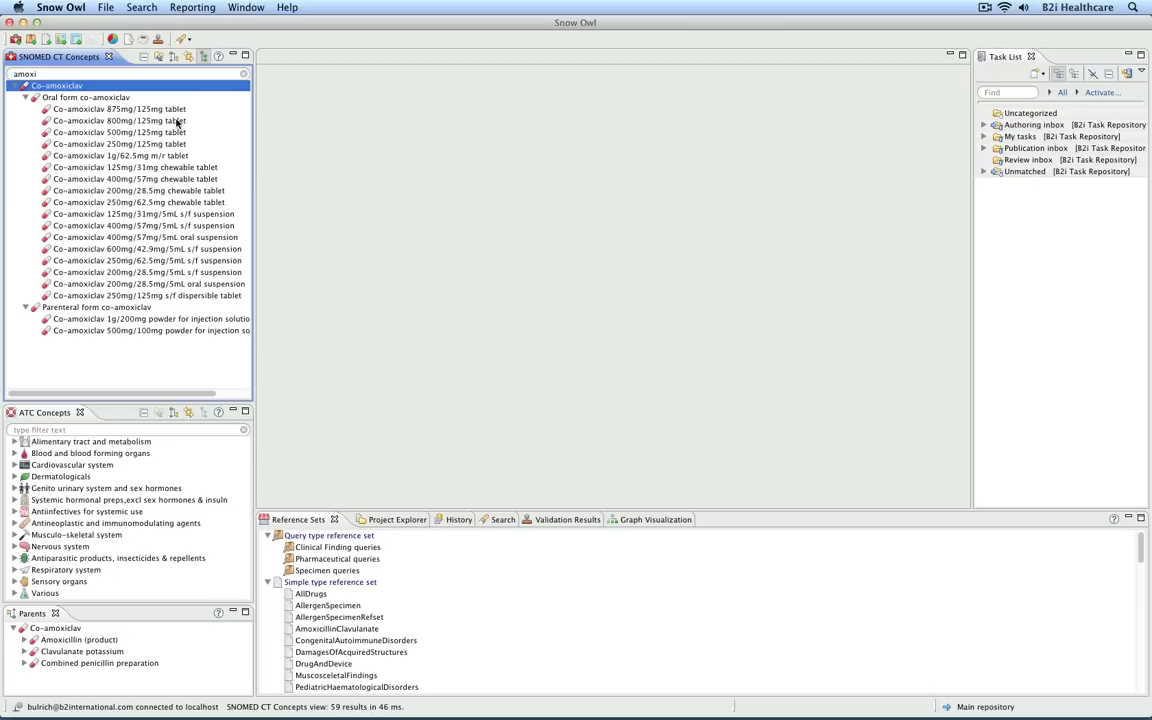 Snow Owl File Search Reporting Window Help B2i Healthcare
Snow Owl
SNOMED CT Concepts
amoxi
Co-amoxiclav
Oral form co-amoxiclav
Co-amoxiclav 875mg/125mg tablet
Co-amoxiclav 800mg/125mg tablet
Co-amoxiclav 500mg/125mg tablet
Co-amoxiclav 250mg/125mg tablet
Co-amoxiclav 1g/62.5mg m/r tablet
Co-amoxiclav 125mg/31mg chewable tablet
Co-amoxiclav 400mg/57mg chewable tablet
Co-amoxiclav 200mg/28.5mg chewable tablet
Co-amoxiclav 250mg/62.5mg chewable tablet
Co-amoxiclav 125mg/31mg/5mL s/f suspension
Co-amoxiclav 400mg/57mg/5mL s/f suspension
Co-amoxiclav 400mg/57mg/5mL oral suspension
Co-amoxiclav 600mg/42.9mg/5mL s/f suspension
Co-amoxiclav 250mg/62.5mg/5mL s/f suspension
Co-amoxiclav 200mg/28.5mg/5mL s/f suspension
Co-amoxiclav 200mg/28.5mg/5mL oral suspension
Co-amoxiclav 250mg/125mg s/f dispersible tablet
Parenteral form co-amoxiclav
Co-amoxiclav 1g/200mg powder for injection solutio
Co-amoxiclav 500mg/100mg powder for injection so
ATC Concepts
type filter text
Alimentary tract and metabolism
Blood and blood forming organs
Cardiovascular system
Dermatologicals
Genito urinary system and sex hormones
Systemic hormonal preps,excl sex hormones & insuln
Antiinfectives for systemic use
Antineoplastic and immunomodulating agents
Musculo-skeletal system
Nervous system
Antiparasitic products, insecticides & repellents
Respiratory system
Sensory organs
Various
Parents
Co-amoxiclav
Amoxicillin (product)
Clavulanate potassium
Combined penicillin preparation
Reference Sets Project Explorer History Search Validation Results Graph Visualization
Query type reference set
Clinical Finding queries
Pharmaceutical queries
Specimen queries
Simple type reference set
AllDrugs
AllergenSpecimen
AllergenSpecimenRefset
AmoxicillinClavulanate
CongenitalAutoimmuneDisorders
DamagesOfAcquiredStructures
DrugAndDevice
MuscoscletalFindings
PediatricHaematologicalDisorders
Task List
Find All Activate...
Uncategorized
Authoring inbox [B2i Task Repository
My tasks [B2i Task Repository]
Publication inbox [B2i Task Repositor
Review inbox [B2i Task Repository]
Unmatched [B2i Task Repository]
bulrich@b2international.com connected to localhost SNOMED CT Concepts view: 59 results in 46 ms. Main repository